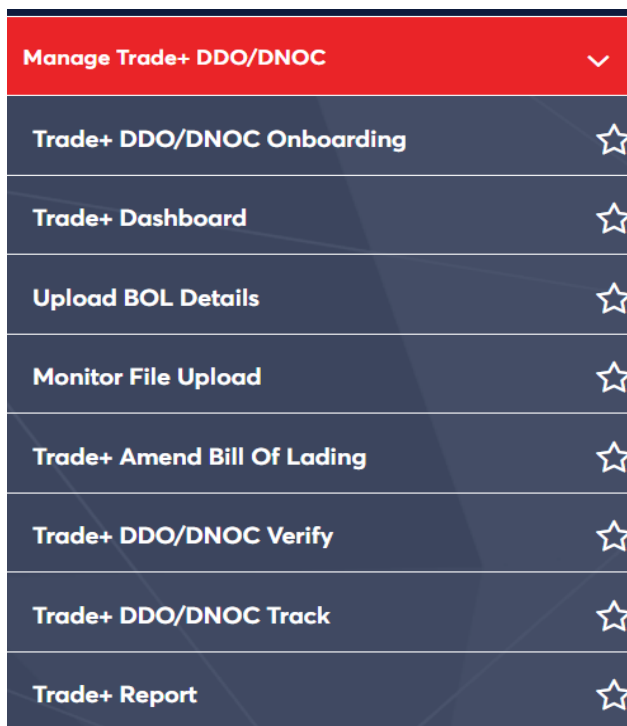 Manage Trade+ DDO/DNOC
Trade+ DDO/DNOC Onboarding
Trade+ Dashboard
Upload BOL Details
Monitor File Upload
Trade+ Amend Bill Of Lading
Trade+ DDO/DNOC Verify
Trade+ DDO/DNOC Track
Trade+ Report